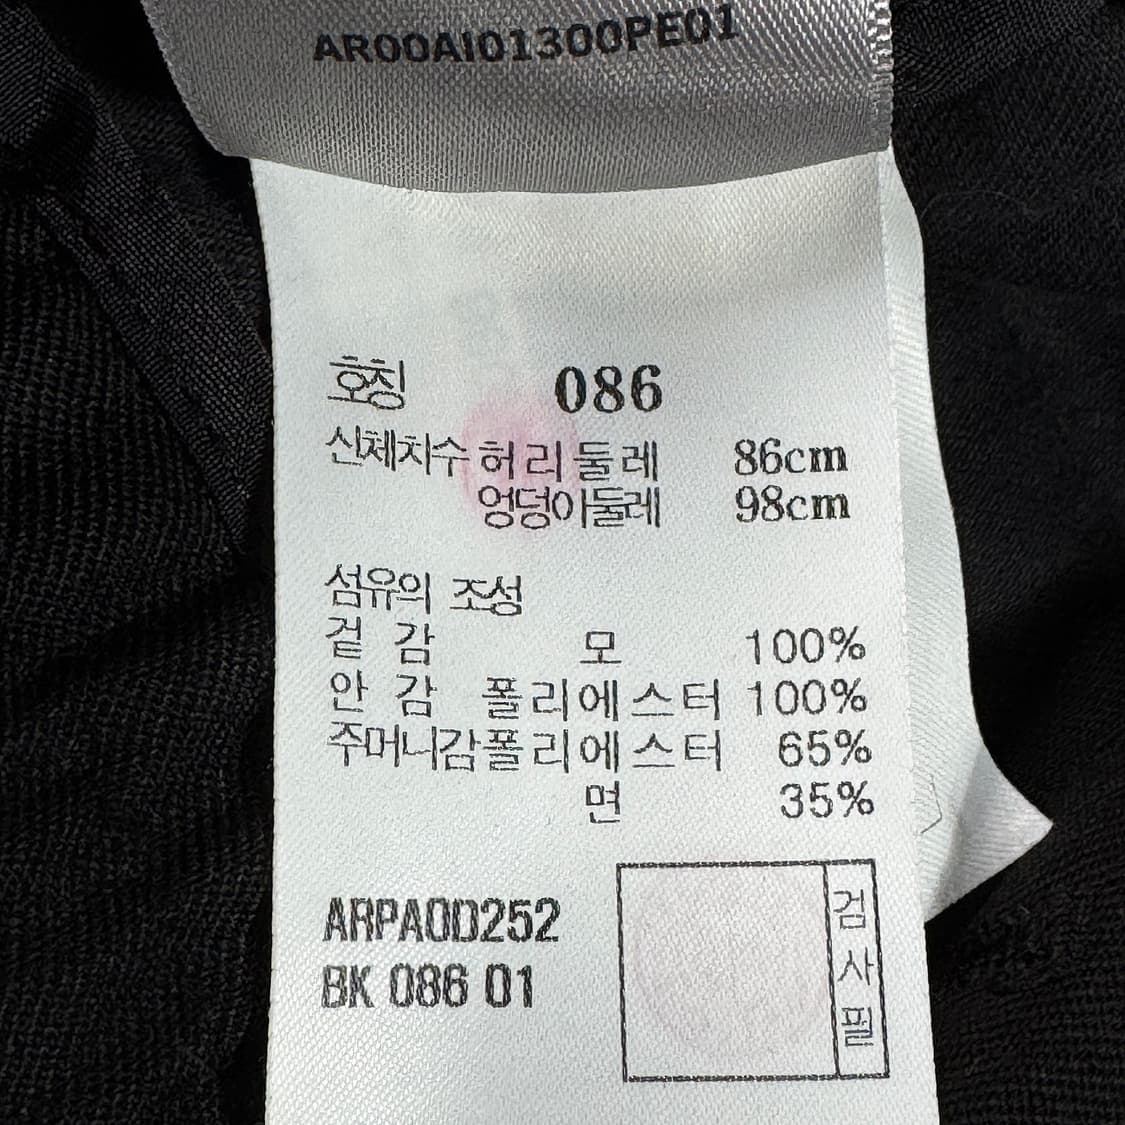 AR00AI01300PE01
호칭 086
신체치수 허리둘레 86cm
엉덩이둘레 98cm
섬유의 조성
겉감 모 100%
안감 폴리에스터 100%
주머니감 폴리에스터 65%
면 35%
ARPA0D252
BK 086 01
검사필